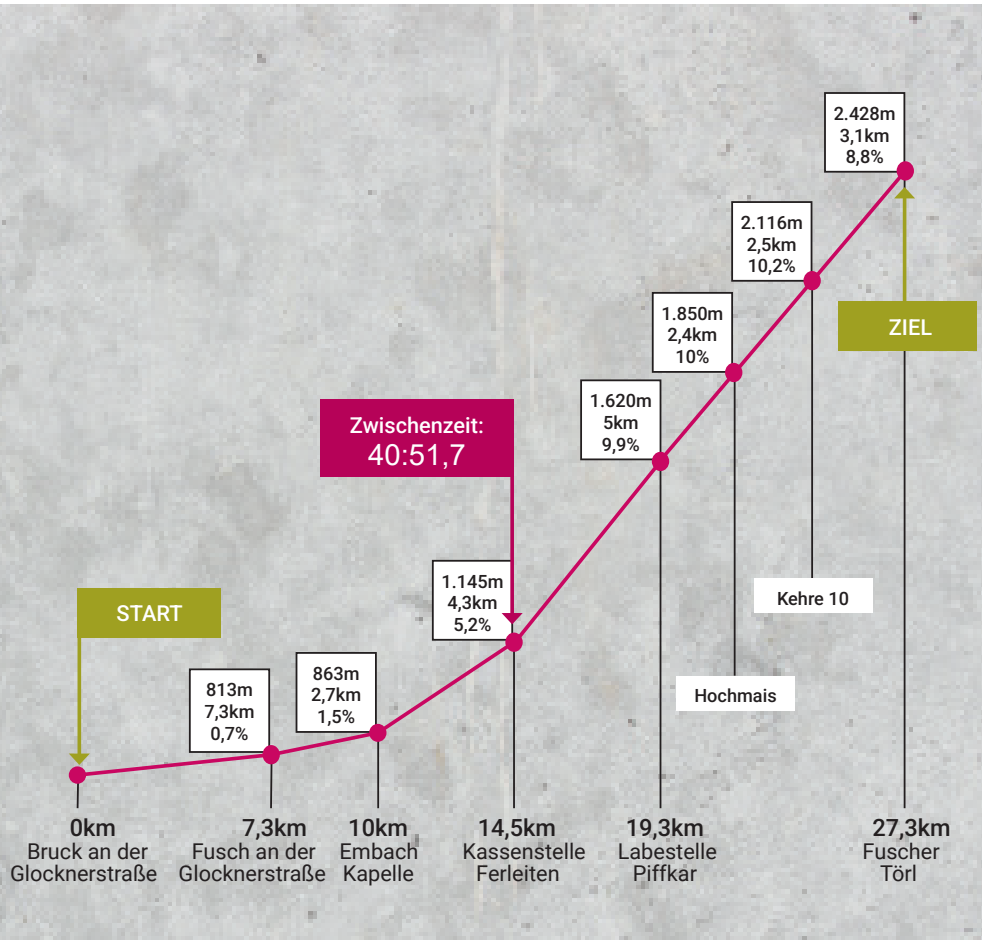 2.428m
3,1km
8,8%
2.116m
2,5km
10,2%
ZIEL
1.850m
2,4km
10%
1.620m
5km
9,9%
Zwischenzeit:
40:51,7
1.145m
4,3km
5,2%
Kehre 10
START
863m
2,7km
1,5%
813m
7,3km
0,7%
Hochmais
0km
Bruck an der
Glocknerstraße
7,3km
Fusch an der
Glocknerstraße
10km
Embach
Kapelle
14,5km
Kassenstelle
Ferleiten
19,3km
Labestelle
Piffkar
27,3km
Fuscher
Törl